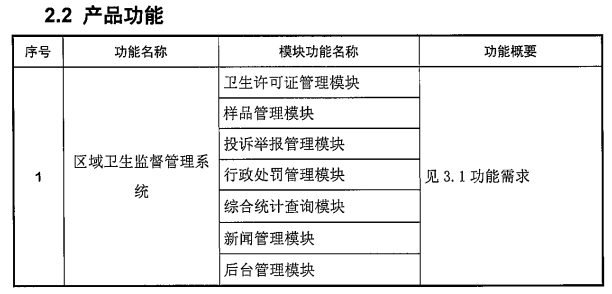 2.2 产品功能
序号 功能名称 模块功能名称 功能概要
卫生许可证管理模块
样品管理模块
投诉举报管理模块
1 区域卫生监督管理系
统
行政处罚管理模块 见 3.1 功能需求
综合统计查询模块
新闻管理模块
后台管理模块